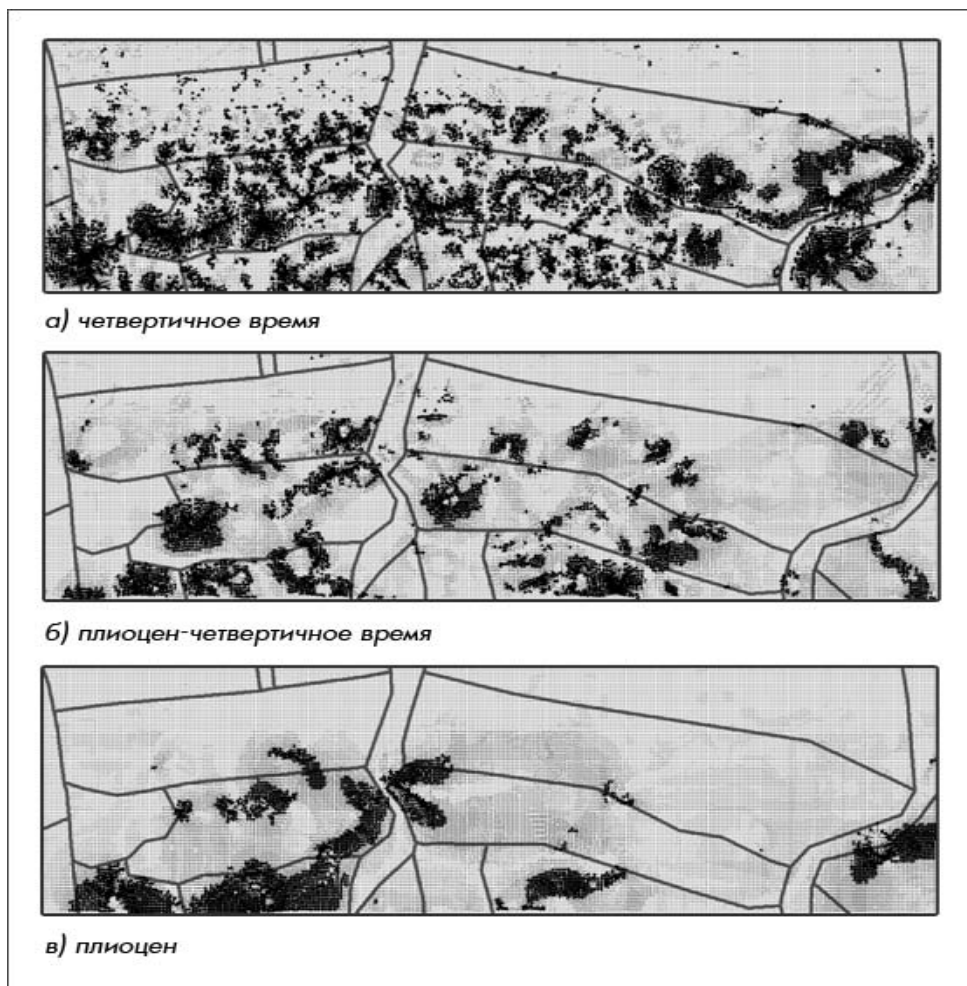 а) четвертичное время
б) плиоцен-четвертичное время
в) плиоцен